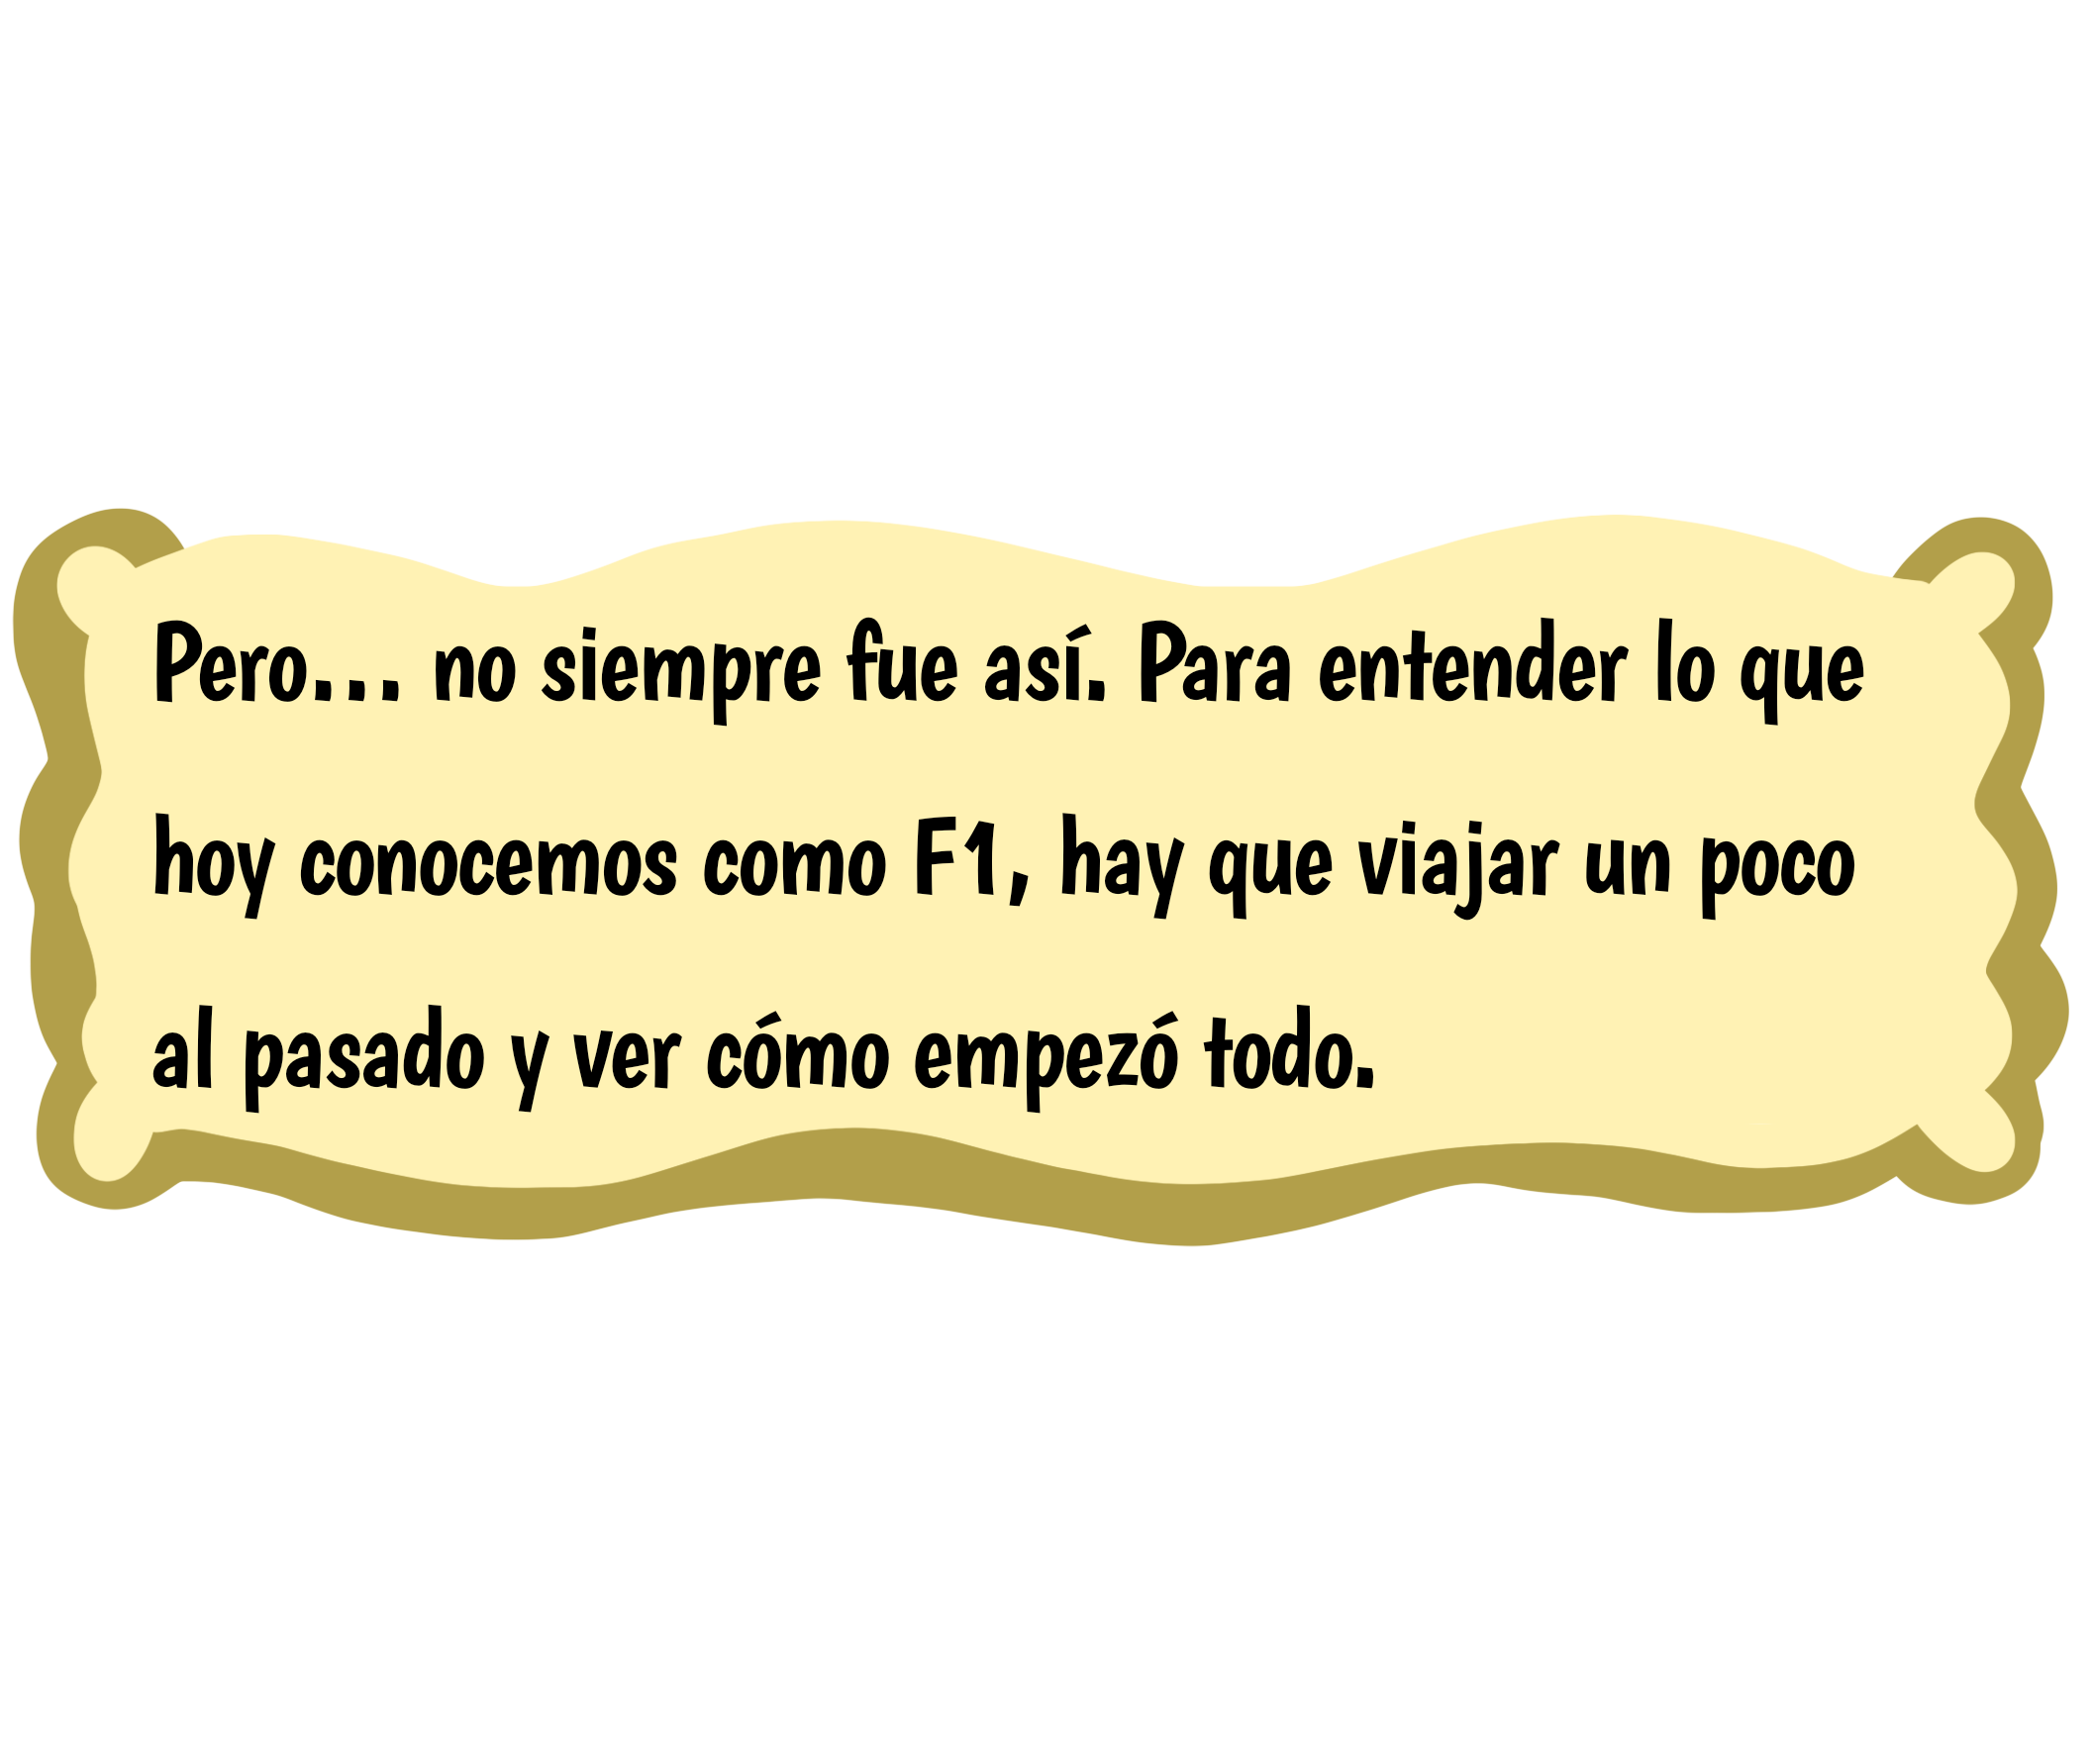 Pero... no siempre fue así. Para entender lo que
hoy conocemos como F1, hay que viajar un poco
al pasado y ver cómo empezó todo.